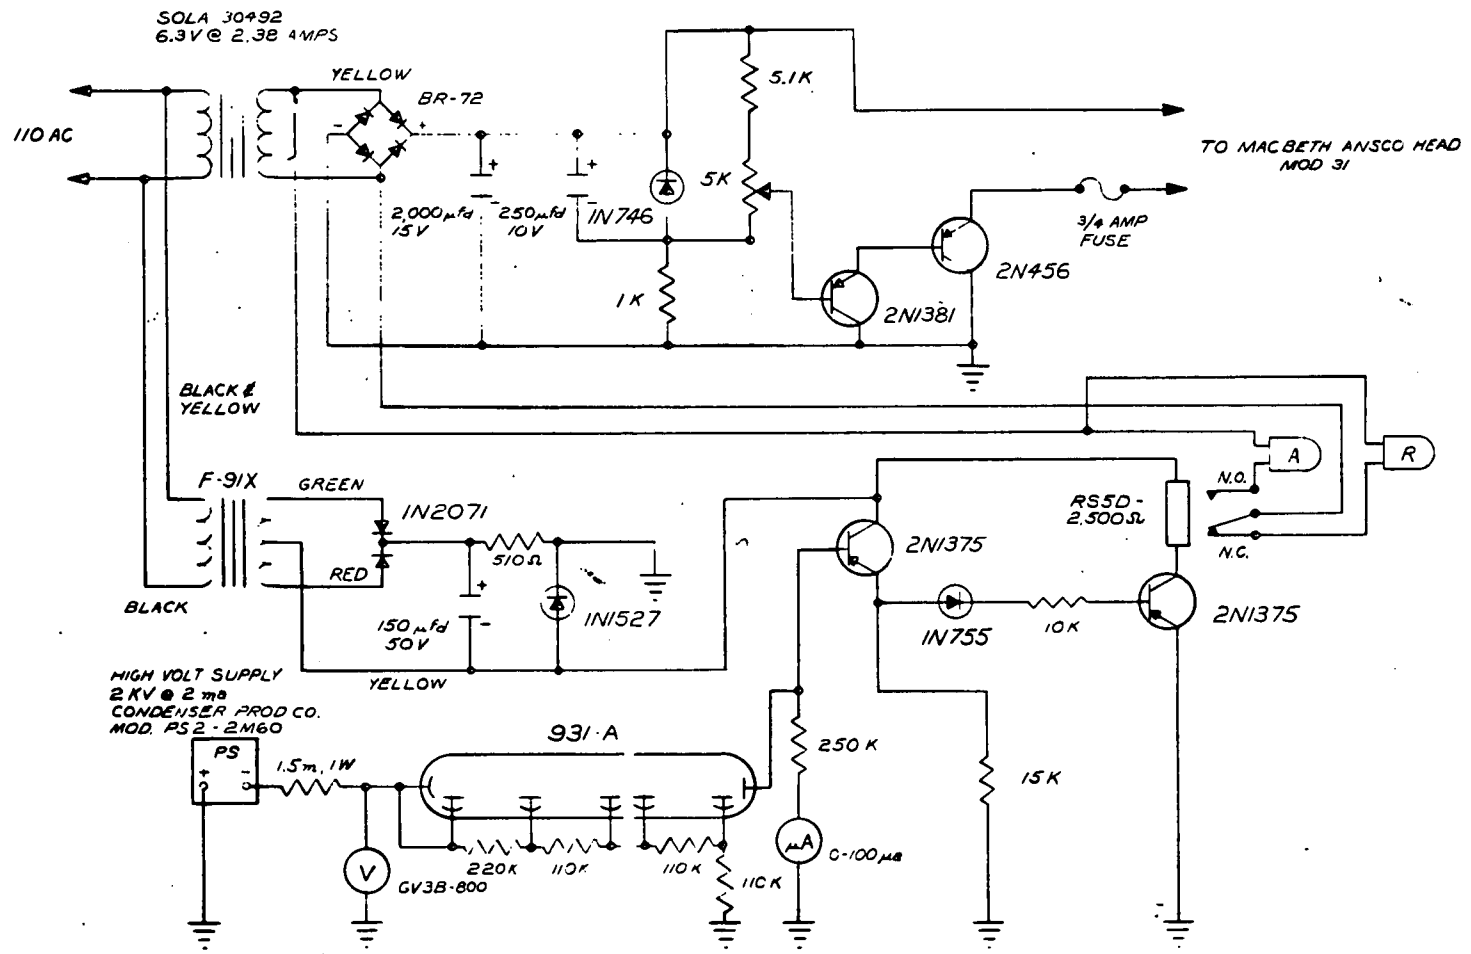 SOLA 30492
6.3V @ 2.38 AMPS
YELLOW
BR-72
- +
5.1K
110 AC
TO MACBETH ANSCO HEAD
MOD 31
+ +
5K
2,000 µfd -
15V
250 µfd -
10V
1N746
3/4 AMP
FUSE
2N456
1K
2N1381
BLACK &
YELLOW
A
R
F-91X
GREEN
N.O.
1N2071
RS5D-
2,500Ω
510Ω
2N1375
N.C.
RED
BLACK
+
150 µfd -
50V
1N1527
1N755
10K
2N1375
YELLOW
HIGH VOLT SUPPLY
2 KV @ 2 ma
CONDENSER PROD CO.
MOD. PS2-2M60
PS
+ -
1.5m, 1W
931-A
250 K
15K
V
GV3B-800
220K
110K
110K
110K
µA
0-100 µa